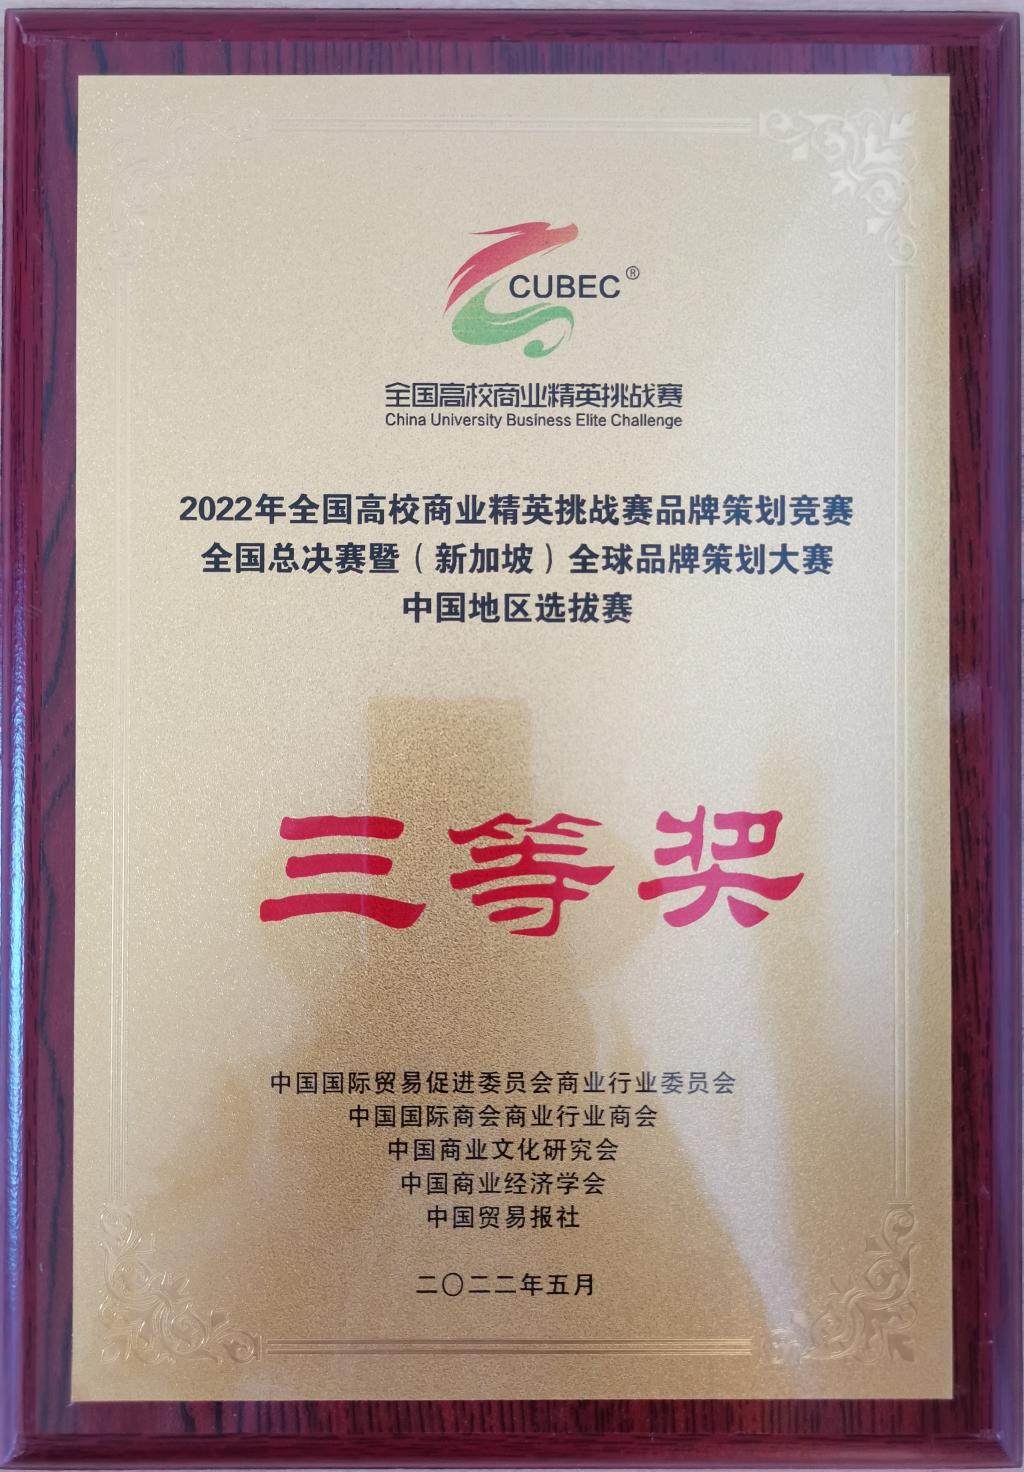 CUBEC®
全国高校商业精英挑战赛
China University Business Elite Challenge
2022年全国高校商业精英挑战赛品牌策划竞赛
全国总决赛暨（新加坡）全球品牌策划大赛
中国地区选拔赛
三等奖
中国国际贸易促进委员会商业行业委员会
中国国际商会商业行业商会
中国商业文化研究会
中国商业经济学会
中国贸易报社
二〇二二年五月